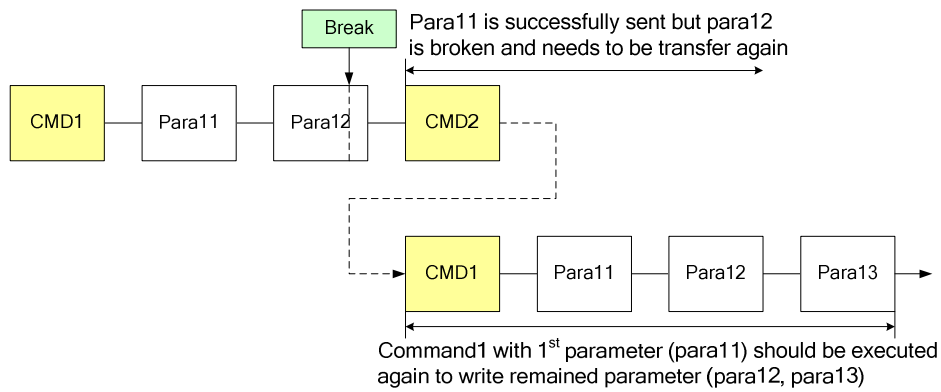 Break
Para11 is successfully sent but para12
is broken and needs to be transfer again
CMD1
Para11
Para12
CMD2
CMD1
Para11
Para12
Para13
Command1 with 1st parameter (para11) should be executed
again to write remained parameter (para12, para13)